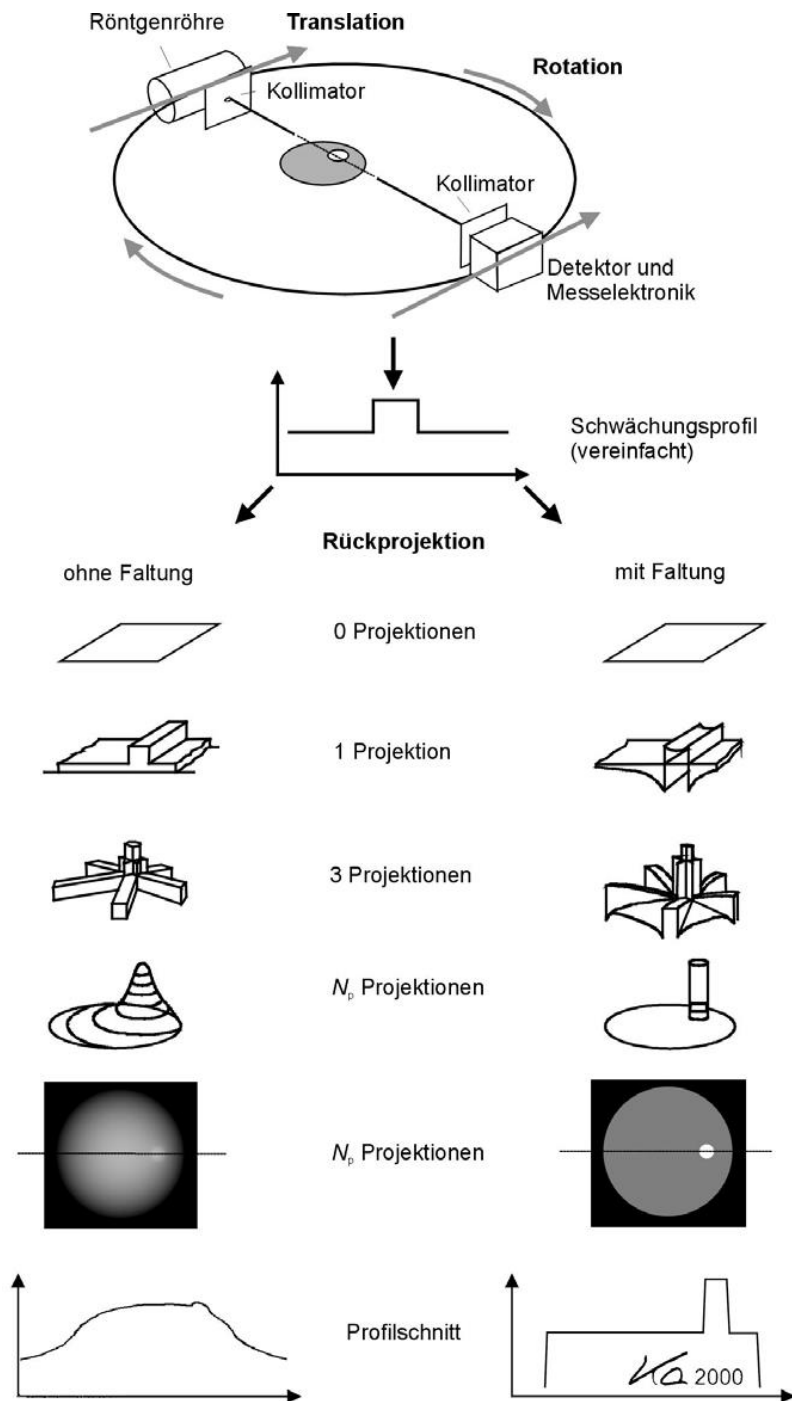 Röntgenröhre
Translation
Rotation
Kollimator
Kollimator
Detektor und
Messelektronik
Schwächungsprofil
(vereinfacht)
Rückprojektion
ohne Faltung
mit Faltung
0 Projektionen
1 Projektion
3 Projektionen
Np Projektionen
Np Projektionen
Profilschnitt
2000